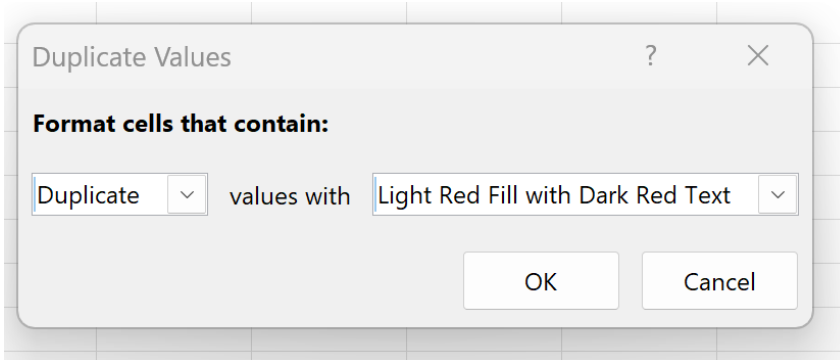 Duplicate Values ?
Format cells that contain:
Duplicate values with Light Red Fill with Dark Red Text
OK Cancel